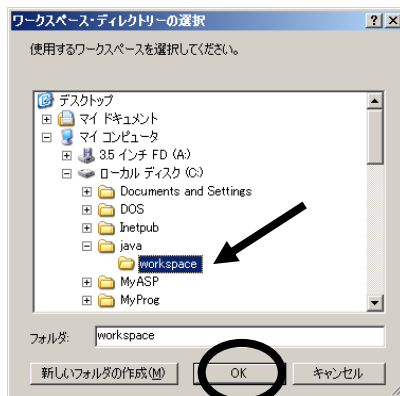 ワークスペース・ディレクトリーの選択
使用するワークスペースを選択してください。
デスクトップ
マイ ドキュメント
マイ コンピュータ
3.5 インチ FD (A:)
ローカル ディスク (C:)
Documents and Settings
DOS
Inetpub
java
workspace
MyASP
MyProg
フォルダ: workspace
新しいフォルダの作成(M) OK キャンセル